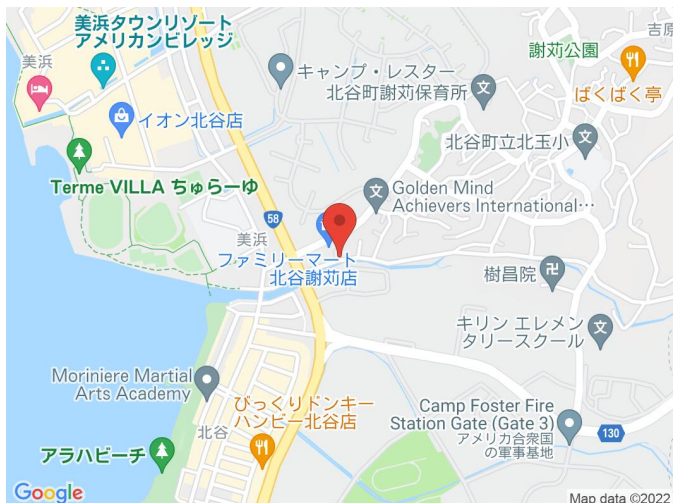 美浜タウンリゾート
アメリカンビレッジ
美浜
イオン北谷店
Terme VILLA ちゅらーゆ
キャンプ・レスター
北谷町謝苅保育所
謝苅公園
吉原
ぱくぱく亭
北谷町立北玉小
Golden Mind
Achievers International…
58
美浜
ファミリーマート
北谷謝苅店
樹昌院
キリン エレメン
タリースクール
Moriniere Martial
Arts Academy
北谷
びっくりドンキー
ハンビー北谷店
アラハビーチ
Camp Foster Fire
Station Gate (Gate 3)
アメリカ合衆国
の軍事基地
130
Google
Map data ©2022